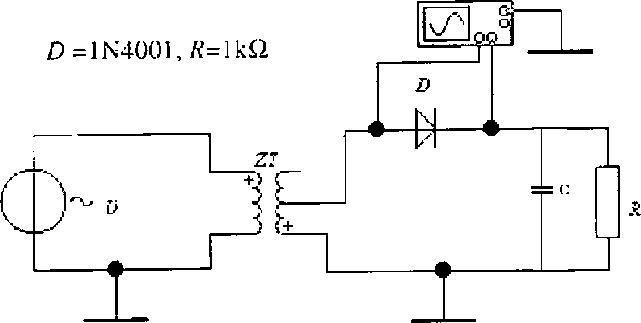 D=1N4001, R=1kΩ
D
ZT
+
+
D
C
R